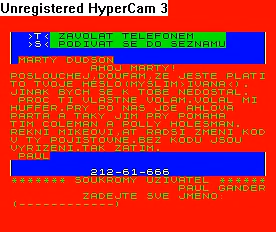 Unregistered HyperCam 3
>T< ZAVOLAT TELEFONEM
>S< PODIVAT SE DO SEZNAMU
MARTY DUDSON
AHOJ MARTY!
POSLOUCHEJ,DOUFAM,ZE JESTE PLATI
TO TVOJE HESLO(MYSLIM>IVANA<).
JINAK BYCH SE K TOBE NEDOSTAL.
PROC TI VLASTNE VOLAM.VOLAL MI
HUFFER,PRY PO NAS JDE AHLOVA
PARTA A TAKY JIM PRY POMAHA
TIM COLEMAN A POLLY HOLESMAN.
REKNI MIKEOVI,AT RADSI ZMENI KOD
V TY POJISTOVNE.BEZ KODU JSOU
VYRIZENI.TAK ZATIM.
PAUL
212-61-666
******* SOUKROMY UZIVATEL *******
PAUL GANDER
ZADEJTE SVE JMENO.
(------------)